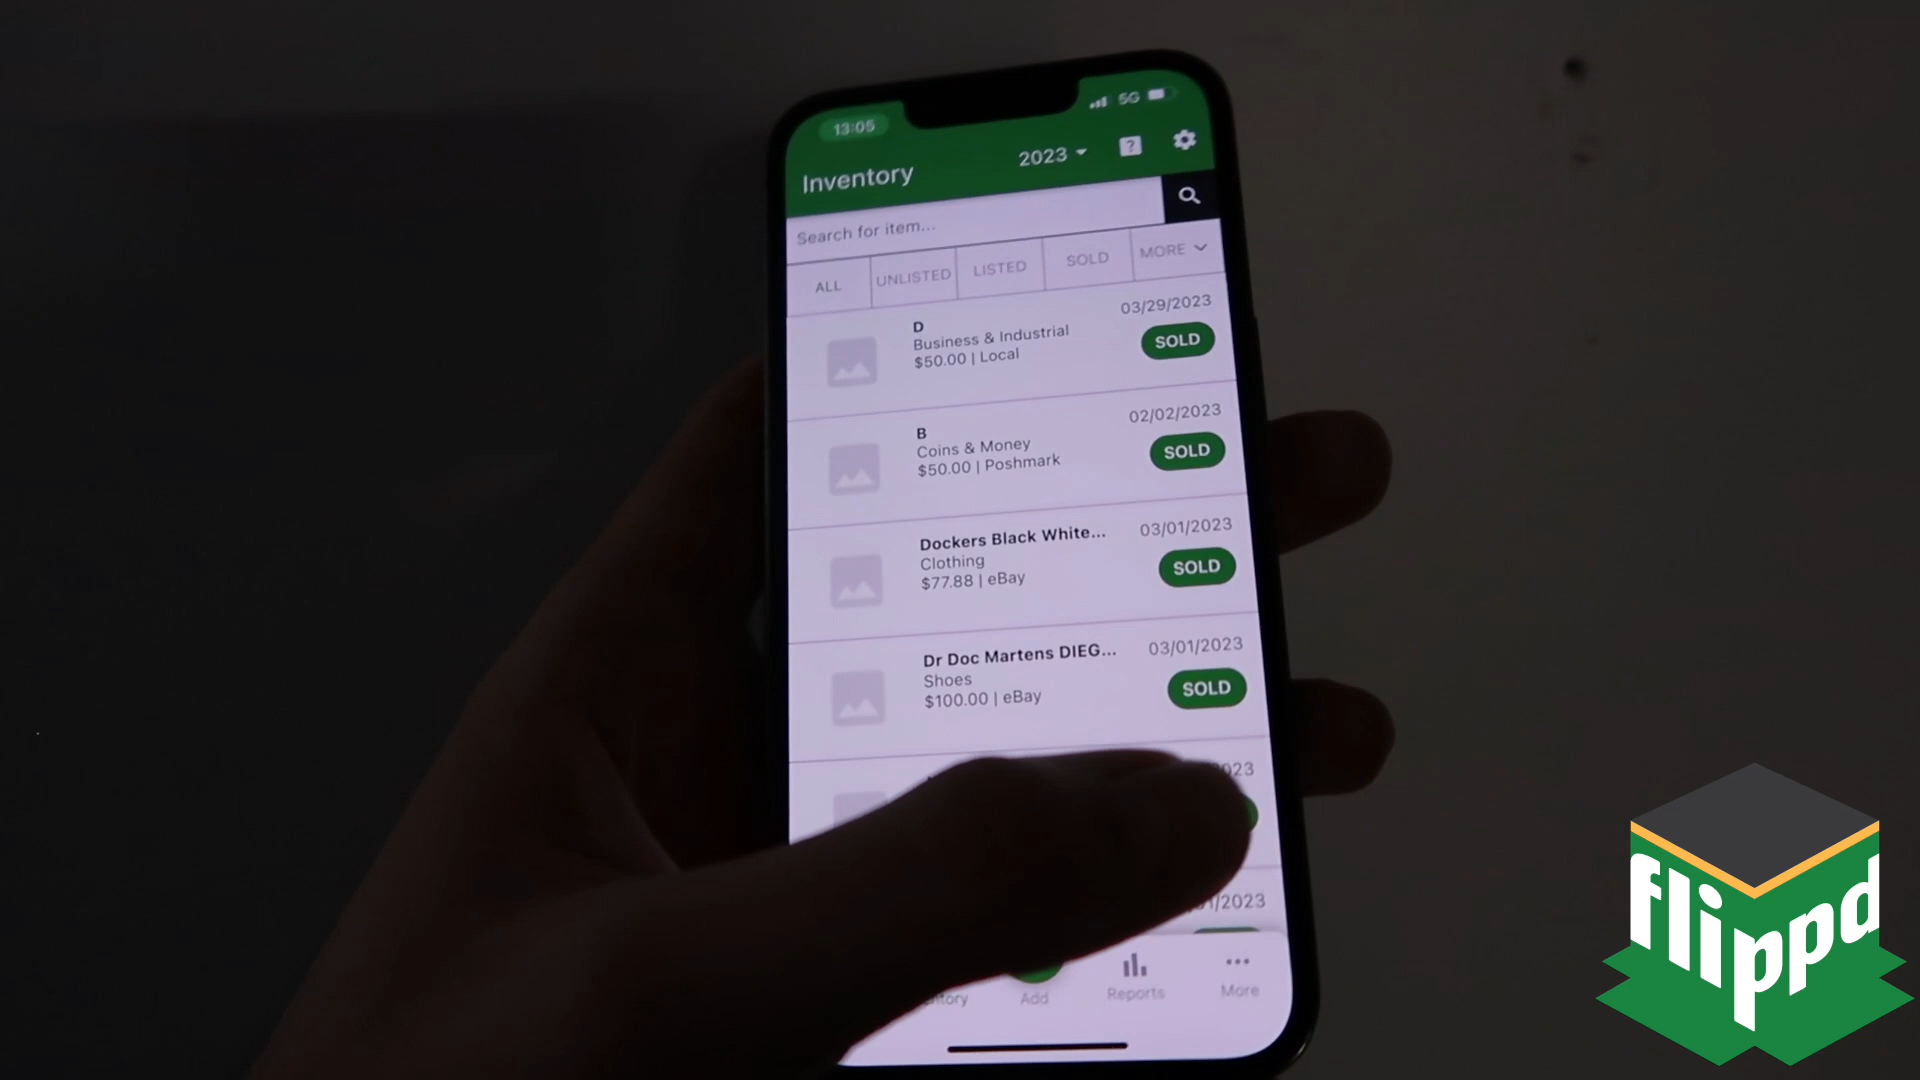 13:05
5G
Inventory
2023
?
Search for item...
ALL
UNLISTED
LISTED
SOLD
MORE
D
03/29/2023
Business & Industrial
$50.00 | Local
SOLD
B
02/02/2023
Coins & Money
$50.00 | Poshmark
SOLD
Dockers Black White...
03/01/2023
Clothing
$77.88 | eBay
SOLD
Dr Doc Martens DIEG...
03/01/2023
Shoes
$100.00 | eBay
SOLD
Add
Reports
More
flippd